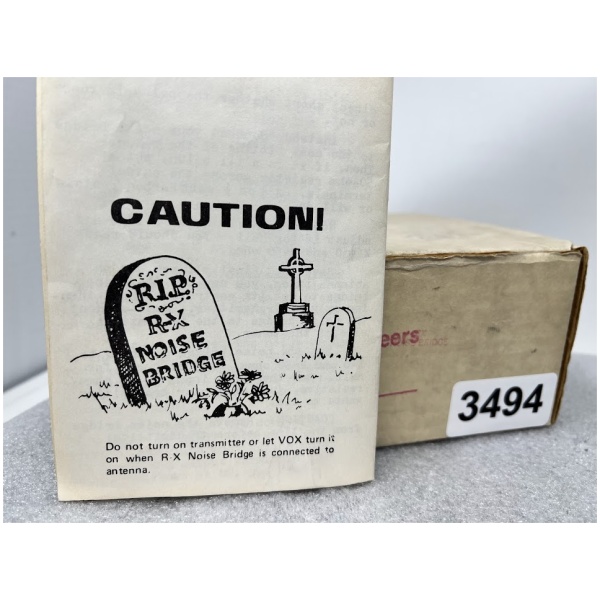 CAUTION!
R.I.P.
R-X
NOISE
BRIDGE
Do not turn on transmitter or let VOX turn it
on when R-X Noise Bridge is connected to
antenna.
eers
3494